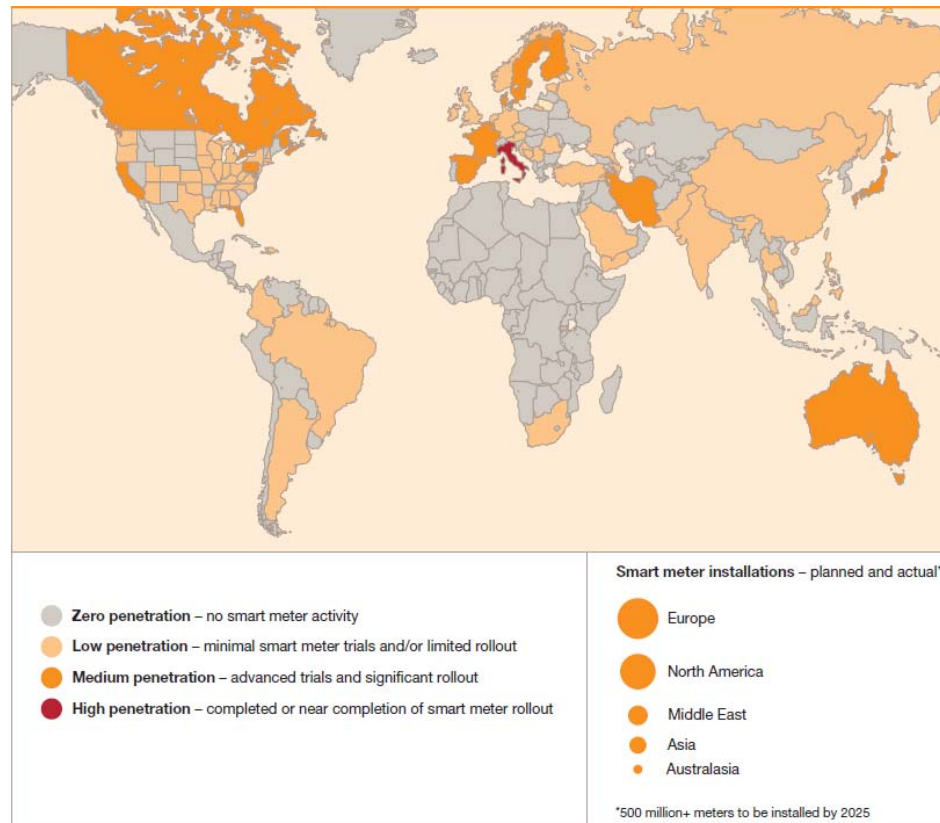 Zero penetration – no smart meter activity
Low penetration – minimal smart meter trials and/or limited rollout
Medium penetration – advanced trials and significant rollout
High penetration – completed or near completion of smart meter rollout
Smart meter installations – planned and actual*
Europe
North America
Middle East
Asia
Australasia
*500 million+ meters to be installed by 2025